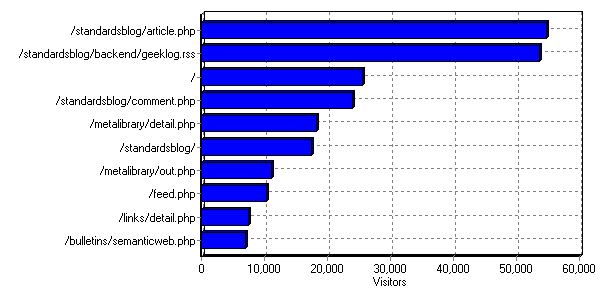 /standardsblog/article.php
/standardsblog/backend/geeklog.rss
/
/standardsblog/comment.php
/metalibrary/detail.php
/standardsblog/
/metalibrary/out.php
/feed.php
/links/detail.php
/bulletins/semanticweb.php
0 10,000 20,000 30,000 40,000 50,000 60,000
Visitors